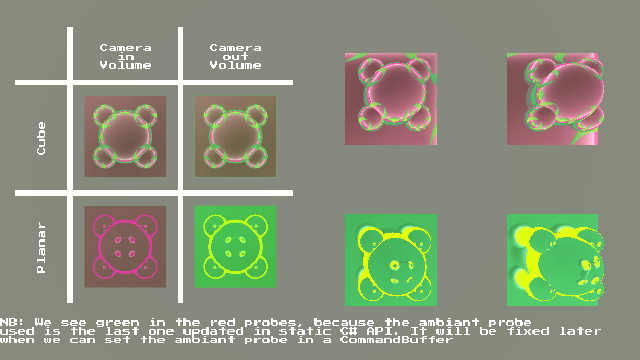 Camera
in
Volume
Camera
out
Volume
Cube
Planar
NB: We see green in the red probes, because the ambiant probe
used is the last one updated in static C# API. It will be fixed later
when we can set the ambiant probe in a CommandBuffer